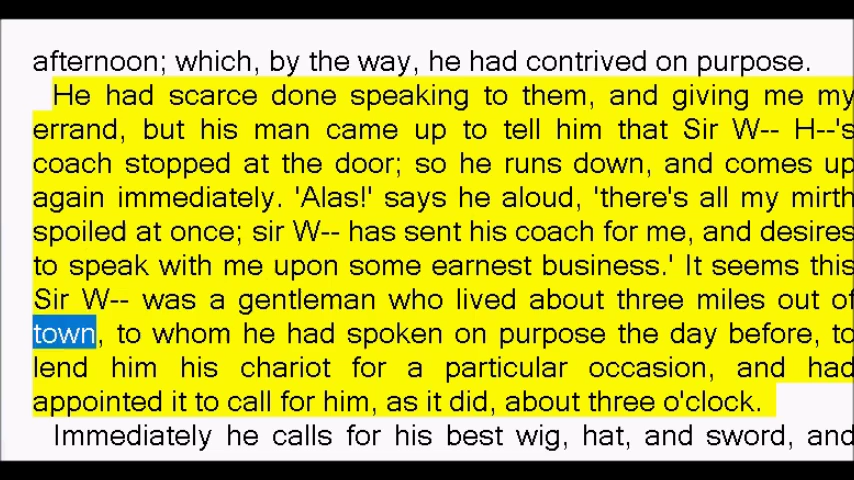 afternoon; which, by the way, he had contrived on purpose.
He had scarce done speaking to them, and giving me my
errand, but his man came up to tell him that Sir W-- H--'s
coach stopped at the door; so he runs down, and comes up
again immediately. 'Alas!' says he aloud, 'there's all my mirth
spoiled at once; sir W-- has sent his coach for me, and desires
to speak with me upon some earnest business.' It seems this
Sir W-- was a gentleman who lived about three miles out of
town, to whom he had spoken on purpose the day before, to
lend him his chariot for a particular occasion, and had
appointed it to call for him, as it did, about three o'clock.
Immediately he calls for his best wig, hat, and sword, and